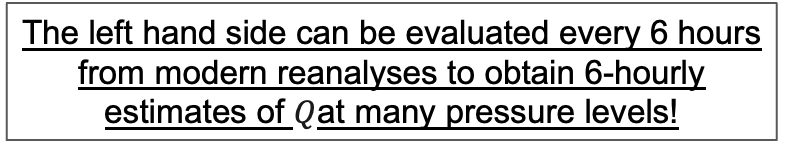 The left hand side can be evaluated every 6 hours
from modern reanalyses to obtain 6-hourly
estimates of Q at many pressure levels!